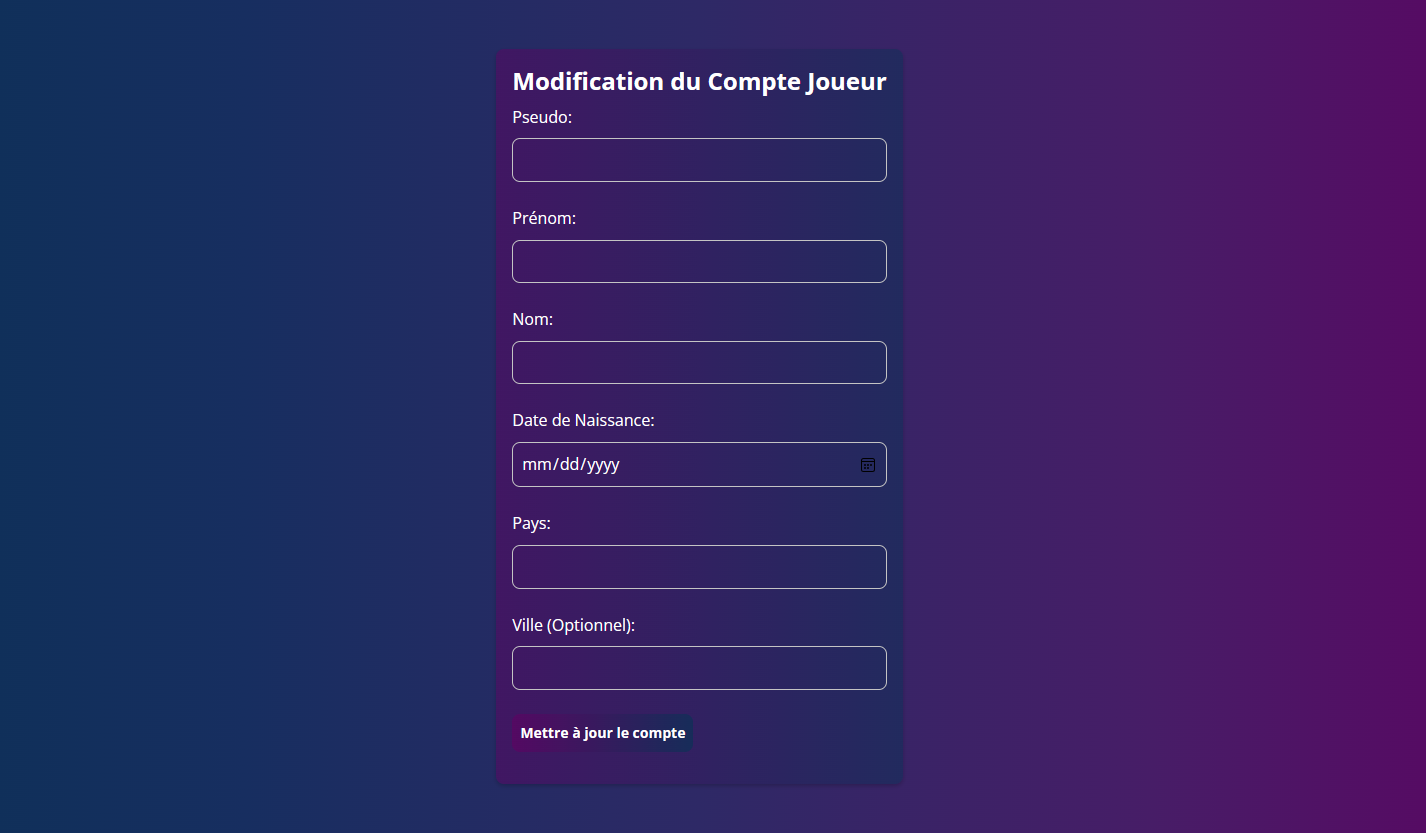 Modification du Compte Joueur
Pseudo:
Prénom:
Nom:
Date de Naissance:
mm/dd/yyyy
Pays:
Ville (Optionnel):
Mettre à jour le compte